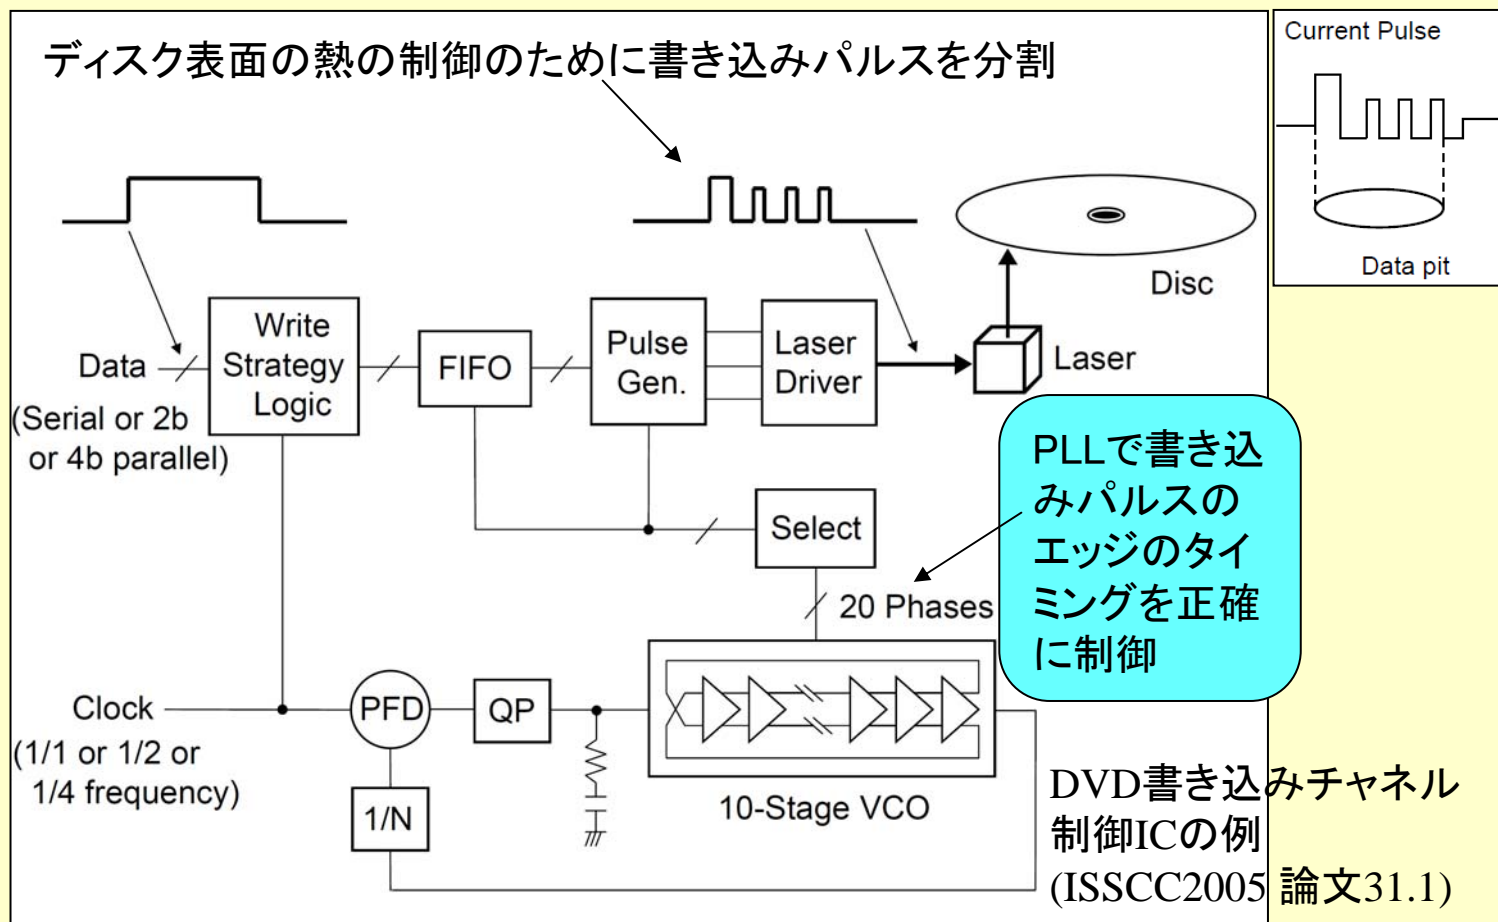 ディスク表面の熱の制御のために書き込みパルスを分割
Current Pulse
Data pit
Disc
Write
Strategy
Logic
Data
(Serial or 2b
or 4b parallel)
FIFO
Pulse
Gen.
Laser
Driver
Laser
PLLで書き込
みパルスの
エッジのタイ
ミングを正確
に制御
Select
20 Phases
Clock
(1/1 or 1/2 or
1/4 frequency)
PFD
QP
1/N
10-Stage VCO
DVD書き込みチャネル
制御ICの例
(ISSCC2005 論文31.1)